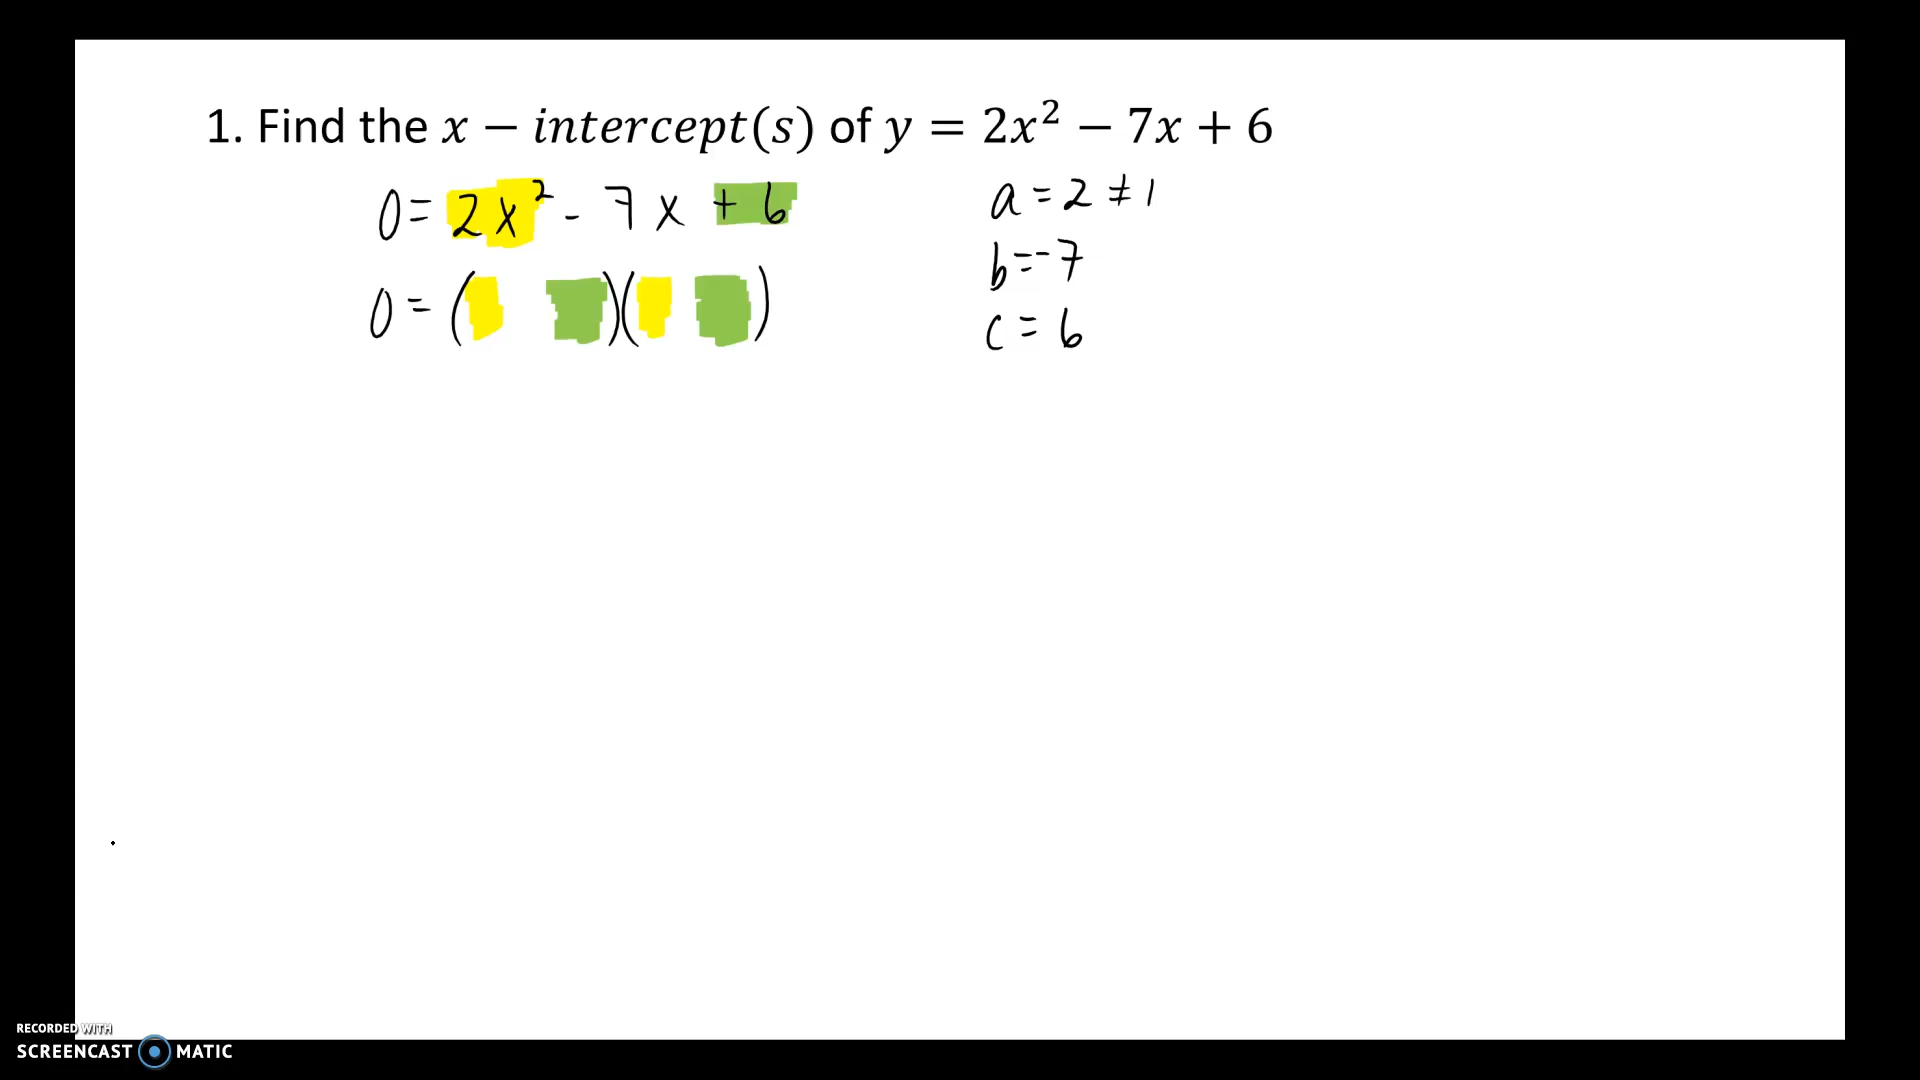 1. Find the x − intercept(s) of y = 2x² − 7x + 6
0 = 2x² - 7x + 6
a = 2 ≠ 1
b = -7
0 = ( )( )
c = 6
RECORDED WITH
SCREENCAST MATIC